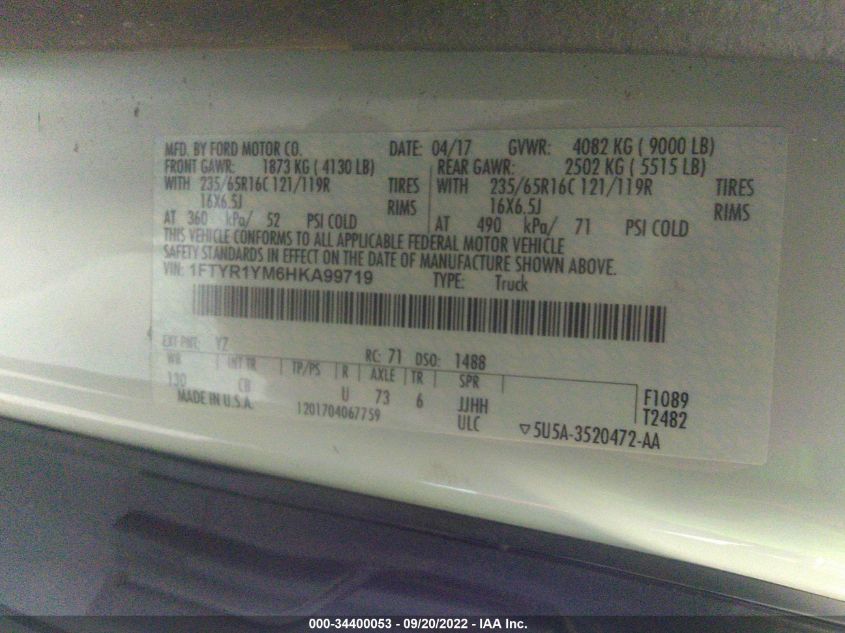 MFD. BY FORD MOTOR CO. DATE: 04/17 GVWR: 4082 KG ( 9000 LB)
FRONT GAWR: 1873 KG ( 4130 LB) REAR GAWR: 2502 KG ( 5515 LB)
WITH 235/65R16C 121/119R TIRES WITH 235/65R16C 121/119R TIRES
16X6.5J RIMS 16X6.5J RIMS
AT 360 kPa/ 52 PSI COLD AT 490 kPa/ 71 PSI COLD
THIS VEHICLE CONFORMS TO ALL APPLICABLE FEDERAL MOTOR VEHICLE
SAFETY STANDARDS IN EFFECT ON THE DATE OF MANUFACTURE SHOWN ABOVE.
VIN: 1FTYR1YM6HKA99719 TYPE: Truck
EXT PNT: YZ RC: 71 DSO: 1488
WB INT TR TP/PS R AXLE TR SPR
130 CB U 73 6 JJHH F1089
MADE IN U.S.A. 1201704067759 ULC T2482
▽5U5A-3520472-AA
000-34400053 - 09/20/2022 - IAA Inc.